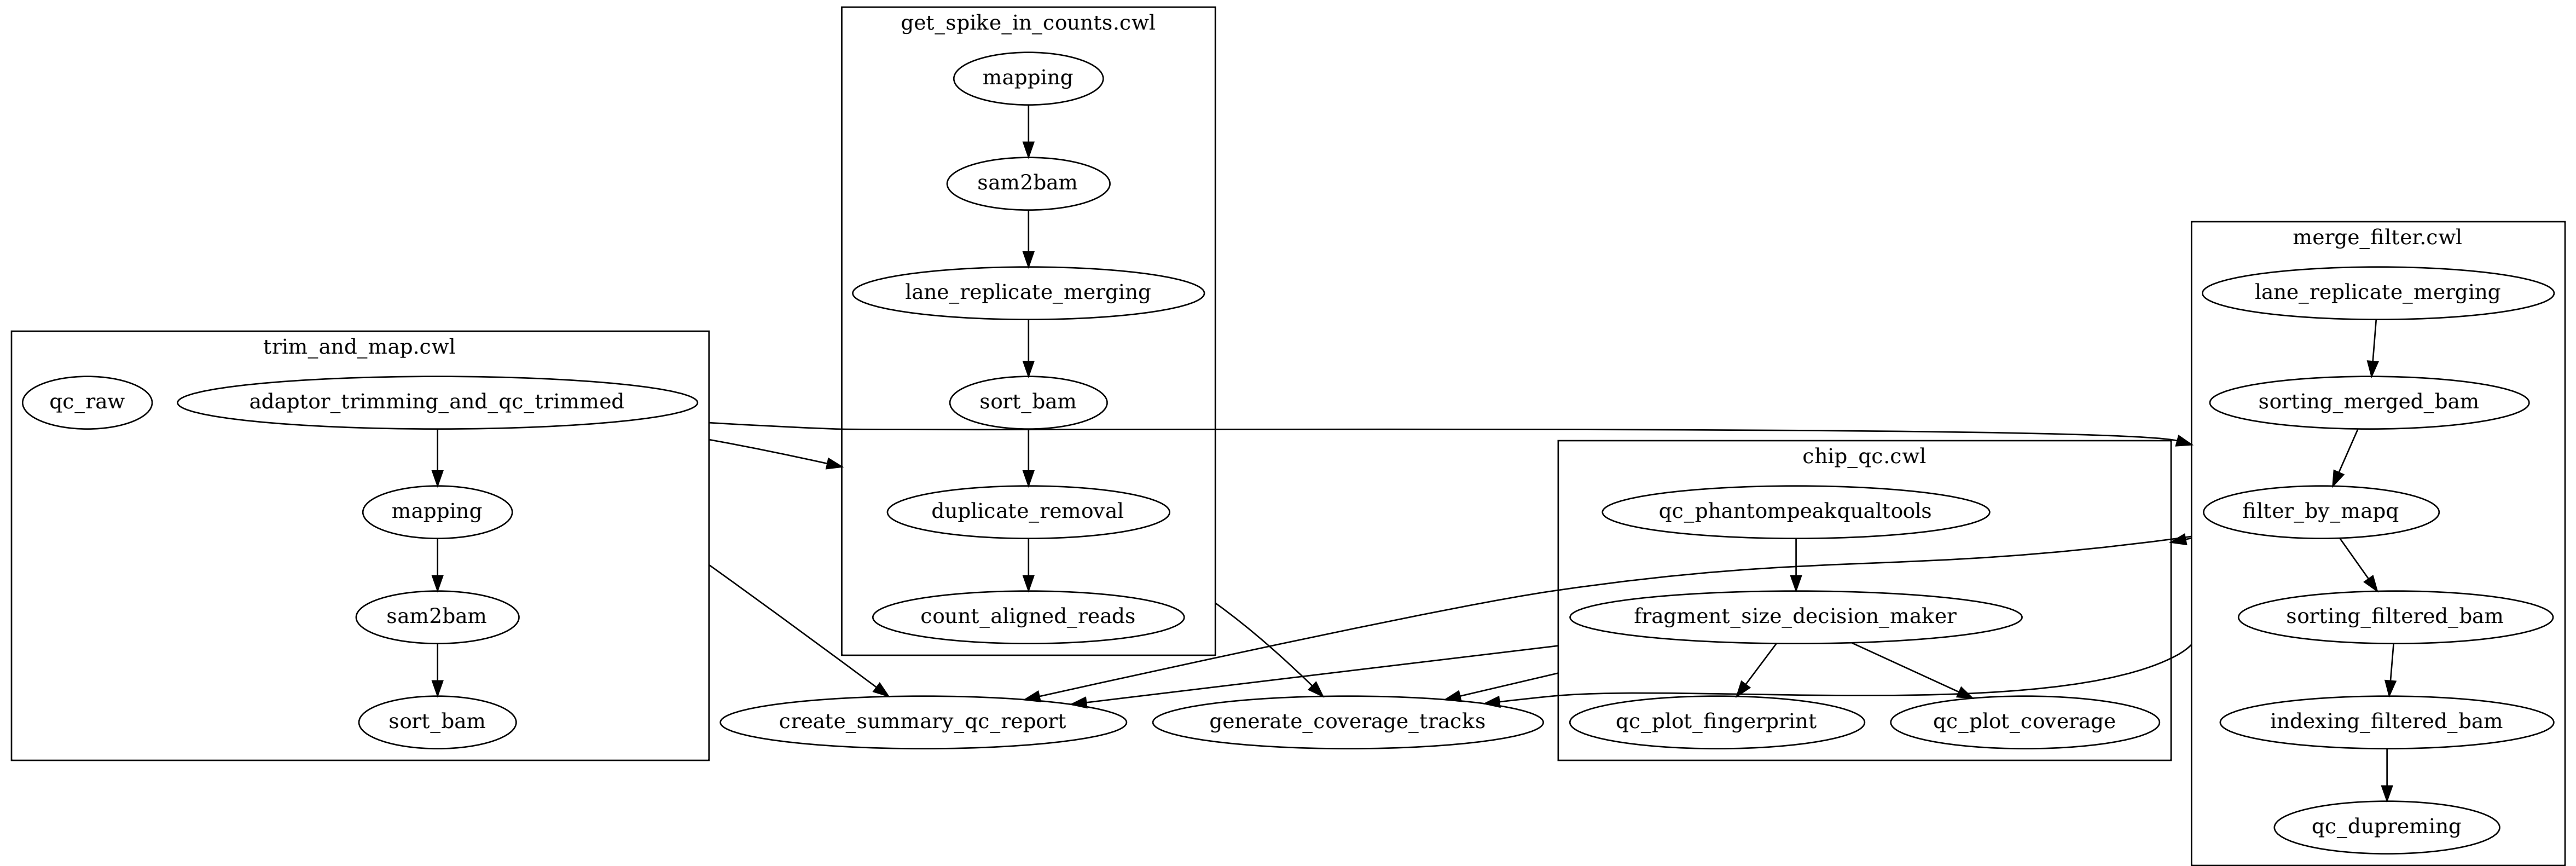 get_spike_in_counts.cwl
mapping
sam2bam
lane_replicate_merging
sort_bam
duplicate_removal
count_aligned_reads
merge_filter.cwl
lane_replicate_merging
sorting_merged_bam
filter_by_mapq
sorting_filtered_bam
indexing_filtered_bam
qc_dupreming
trim_and_map.cwl
qc_raw
adaptor_trimming_and_qc_trimmed
mapping
sam2bam
sort_bam
chip_qc.cwl
qc_phantompeakqualtools
fragment_size_decision_maker
qc_plot_fingerprint
qc_plot_coverage
create_summary_qc_report
generate_coverage_tracks